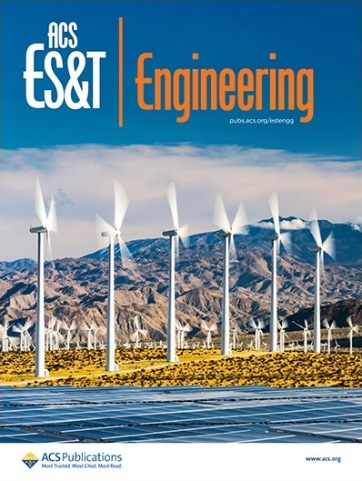 ACS
ES&T
Engineering
pubs.acs.org/estengg
ACS Publications
Most Trusted. Most Cited. Most Read.
www.acs.org